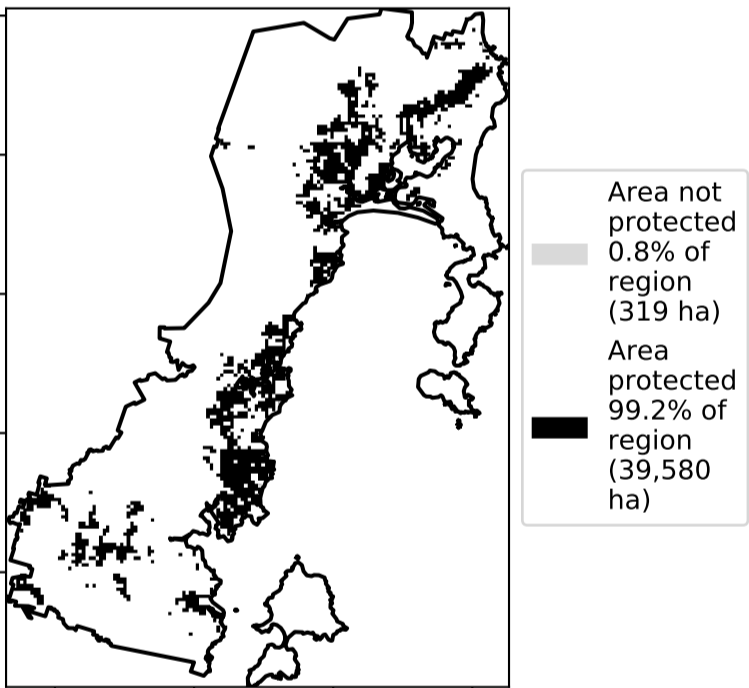 Area not
protected
0.8% of
region
(319 ha)
Area
protected
99.2% of
region
(39,580
ha)